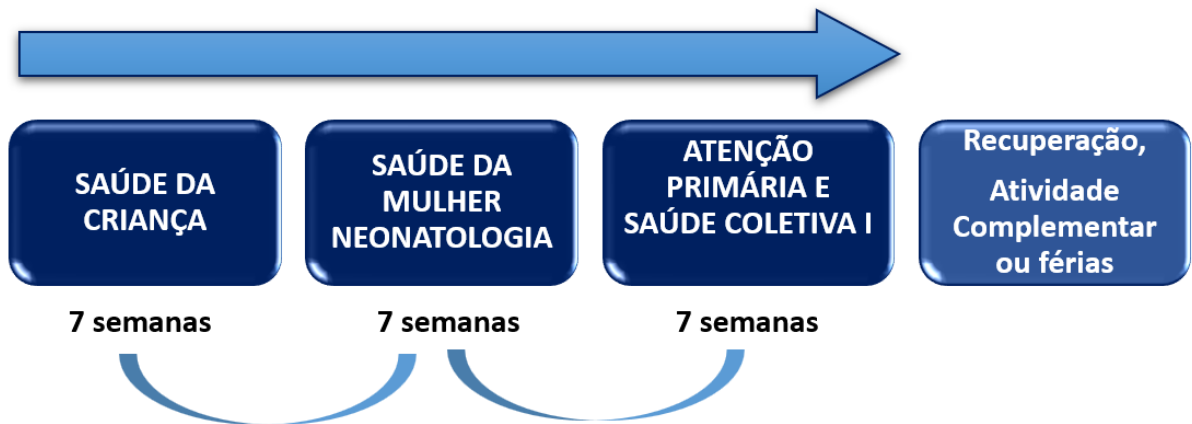 SAÚDE DA
CRIANÇA
7 semanas
SAÚDE DA
MULHER
NEONATOLOGIA
7 semanas
ATENÇÃO
PRIMÁRIA E
SAÚDE COLETIVA I
7 semanas
Recuperação,
Atividade
Complementar
ou férias